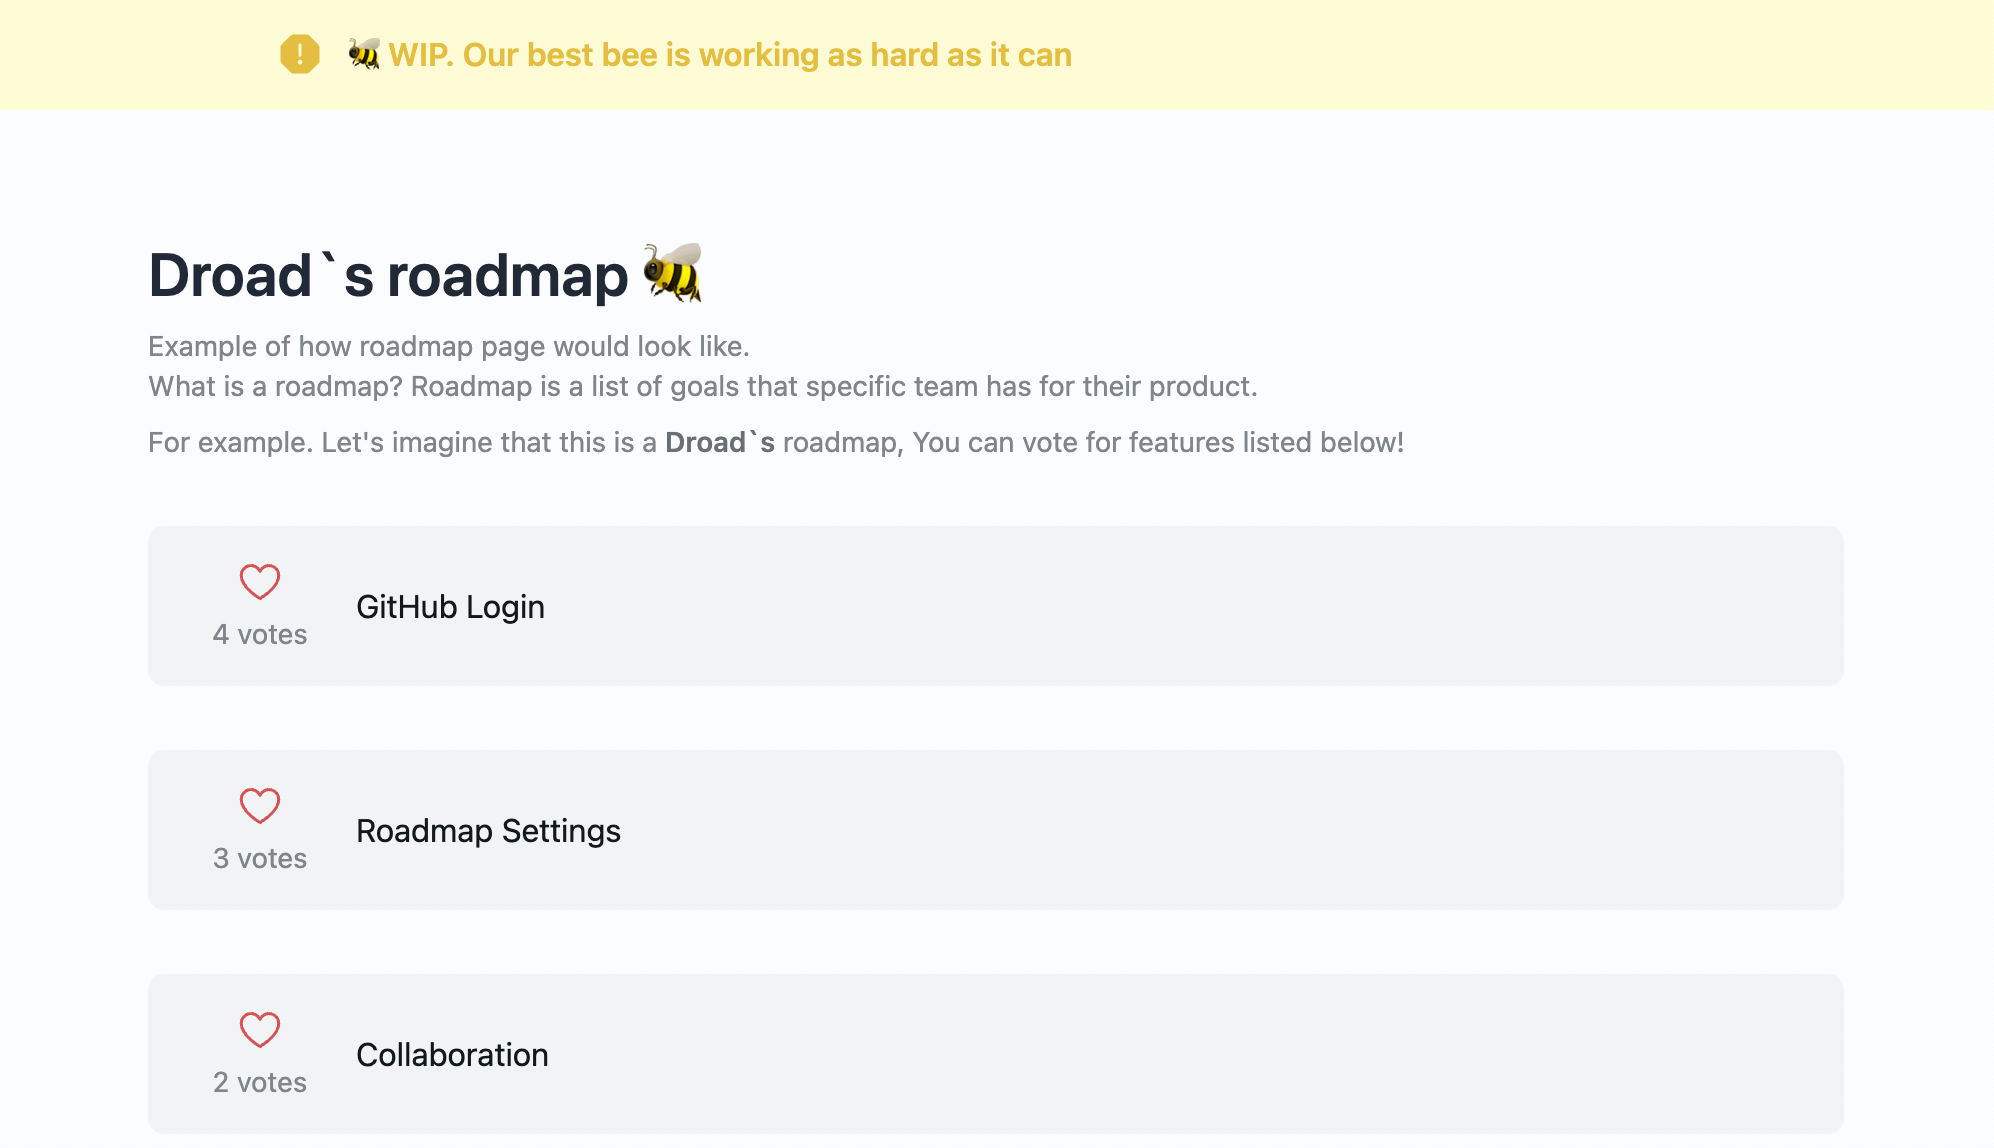 🐝 WIP. Our best bee is working as hard as it can
Droad`s roadmap 🐝
Example of how roadmap page would look like.
What is a roadmap? Roadmap is a list of goals that specific team has for their product.
For example. Let's imagine that this is a Droad`s roadmap, You can vote for features listed below!
GitHub Login
4 votes
Roadmap Settings
3 votes
Collaboration
2 votes